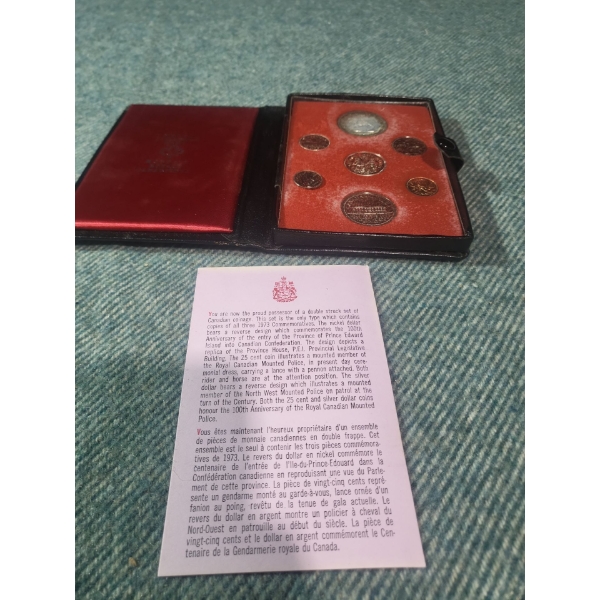 You are now the proud possessor of a double struck set of
Canadian coinage. This set is the only type which contains
copies of all three 1973 Commemoratives. The nickel dollar
bears a reverse design which commemorates the 100th
Anniversary of the entry of the Province of Prince Edward
Island into Canadian Confederation. The design depicts a
replica of the Province House, P.E.I. Provincial Legislative
Building. The 25 cent coin illustrates a mounted member of
the Royal Canadian Mounted Police, in present day cere-
monial dress, carrying a lance with a pennon attached. Both
rider and horse are at the attention position. The silver
dollar bears a reverse design which illustrates a mounted
member of the North West Mounted Police on patrol at the
turn of the Century. Both the 25 cent and silver dollar coins
honour the 100th Anniversary of the Royal Canadian Mounted
Police.
Vous êtes maintenant l'heureux propriétaire d'un ensemble
de pièces de monnaie canadiennes en double frappe. Cet
ensemble est le seul à contenir les trois pièces commémora-
tives de 1973. Le revers du dollar en nickel commémore le
centenaire de l'entrée de l'Ile-du-Prince-Edouard dans la
Confédération canadienne en reproduisant une vue du Parle-
ment de cette province. La pièce de vingt-cinq cents repré-
sente un gendarme monté au garde-à-vous, lance ornée d'un
fanion au poing, revêtu de la tenue de gala actuelle. Le
revers du dollar en argent montre un policier à cheval du
Nord-Ouest en patrouille au début du siècle. La pièce de
vingt-cinq cents et le dollar en argent commémorent le Cen-
tenaire de la Gendarmerie royale du Canada.